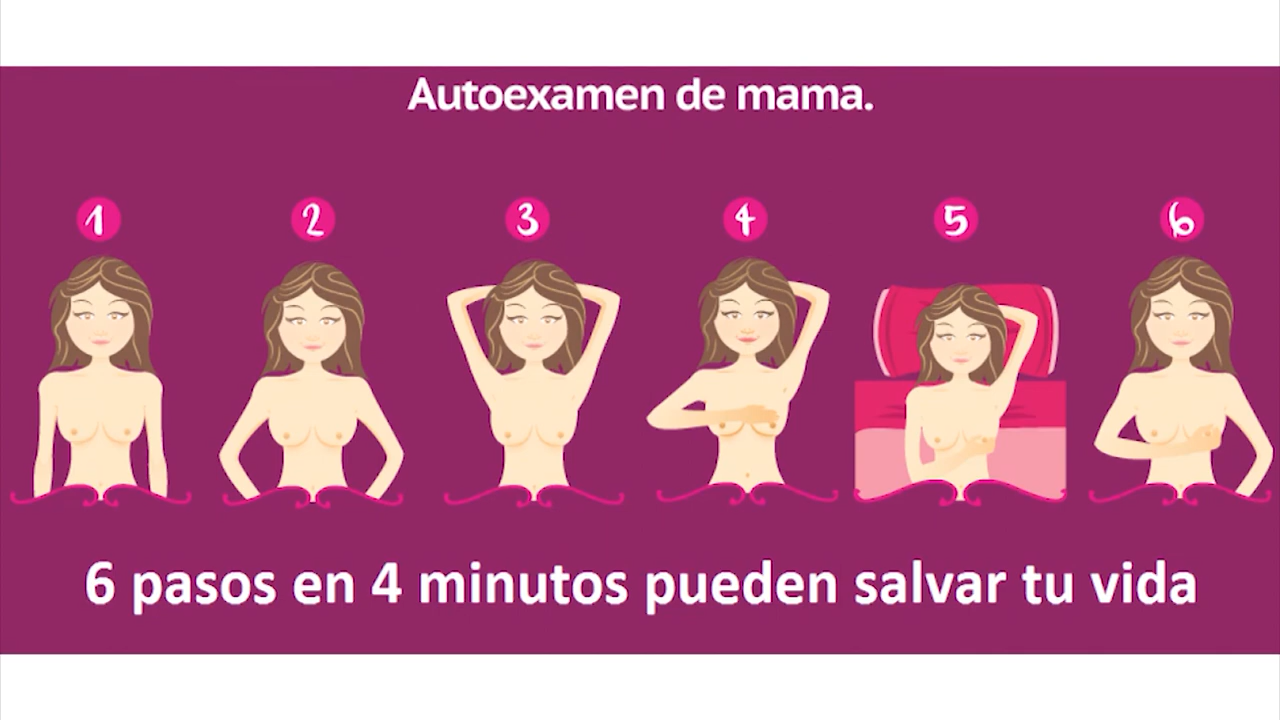 Autoexamen de mama.
1 2 3 4 5 6
6 pasos en 4 minutos pueden salvar tu vida